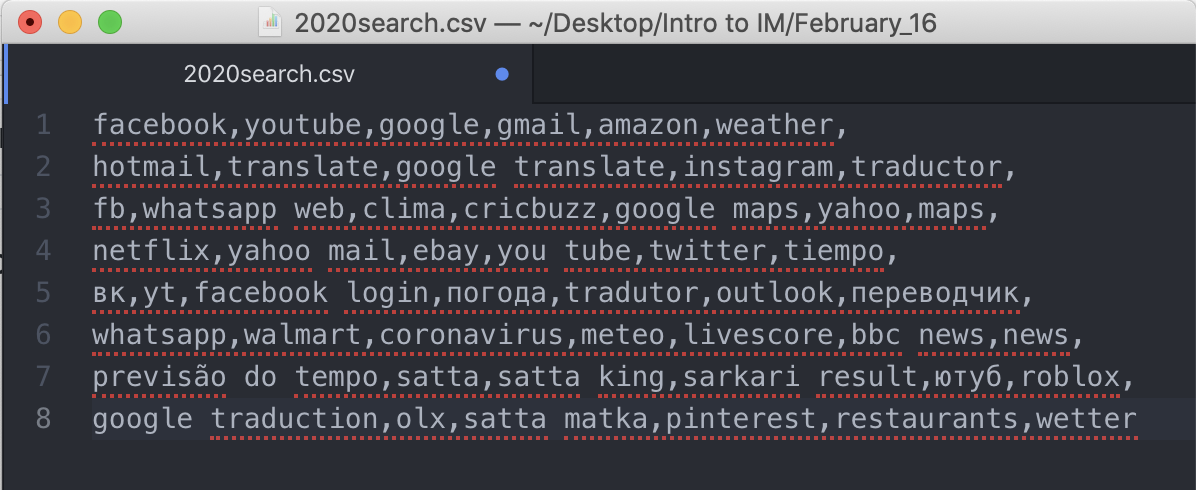 2020search.csv — ~/Desktop/Intro to IM/February_16
2020search.csv
1 facebook,youtube,google,gmail,amazon,weather,
2 hotmail,translate,google translate,instagram,traductor,
3 fb,whatsapp web,clima,cricbuzz,google maps,yahoo,maps,
4 netflix,yahoo mail,ebay,you tube,twitter,tiempo,
5 вк,yt,facebook login,погода,tradutor,outlook,переводчик,
6 whatsapp,walmart,coronavirus,meteo,livescore,bbc news,news,
7 previsão do tempo,satta,satta king,sarkari result,ютуб,roblox,
8 google traduction,olx,satta matka,pinterest,restaurants,wetter